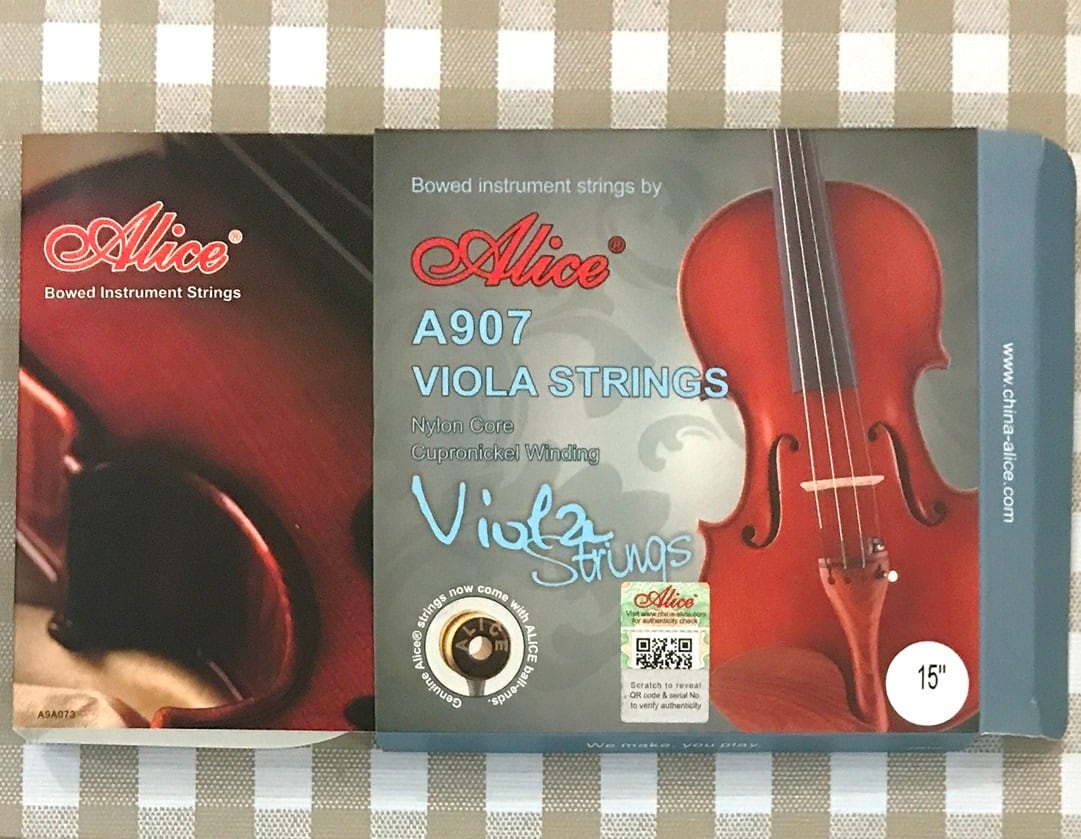 Alice®
Bowed Instrument Strings
A9A073
Bowed instrument strings by
Alice®
A907
VIOLA STRINGS
Nylon Core
Cupronickel Winding
Viola
Strings
Genuine Alice® strings now come with ALICE ball-ends.
ALICE
Alice®
Visit www.china-alice.com
for authenticity check
Scratch to reveal
QR code & serial No.
to verify authenticity
15"
We make, you play.
www.china-alice.com